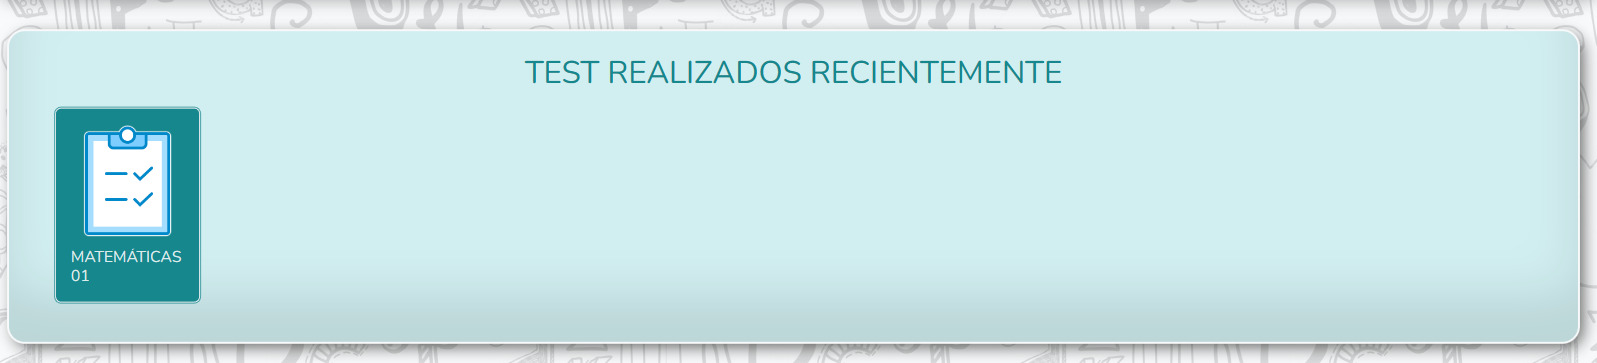 TEST REALIZADOS RECIENTEMENTE
MATEMÁTICAS
01